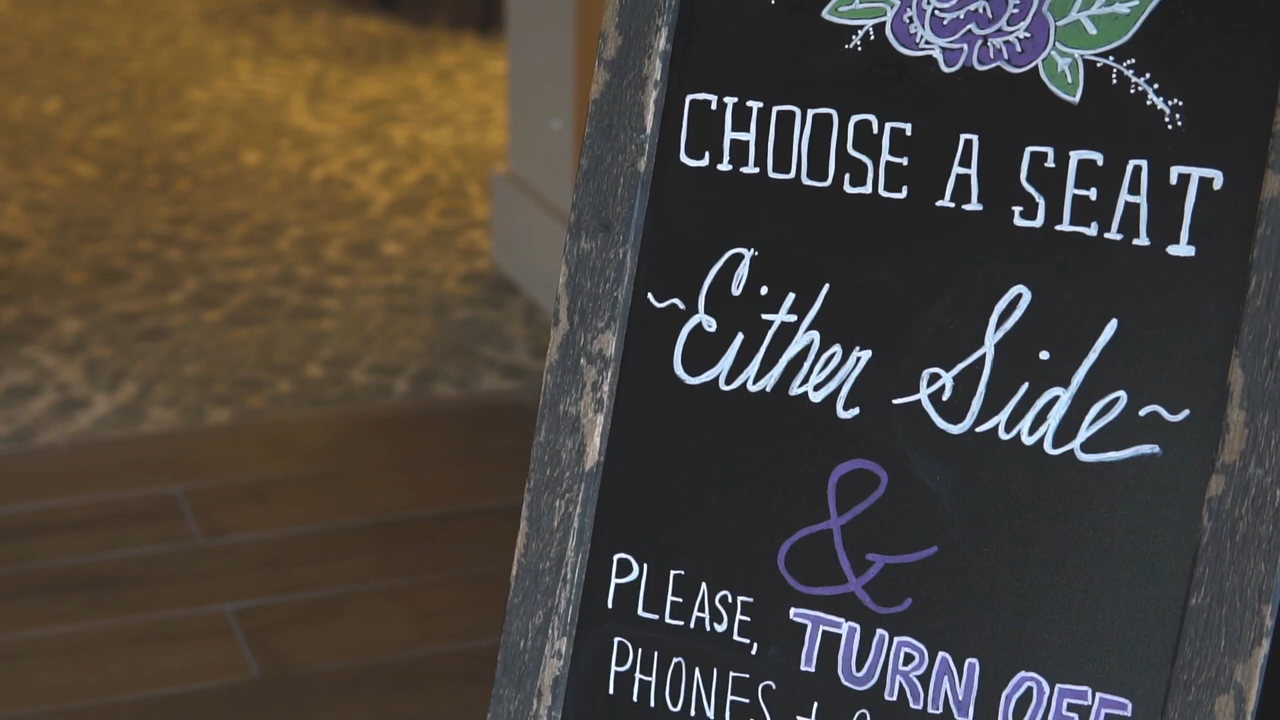 CHOOSE A SEAT
~Either Side~
&
PLEASE, TURN OFF
PHONES +